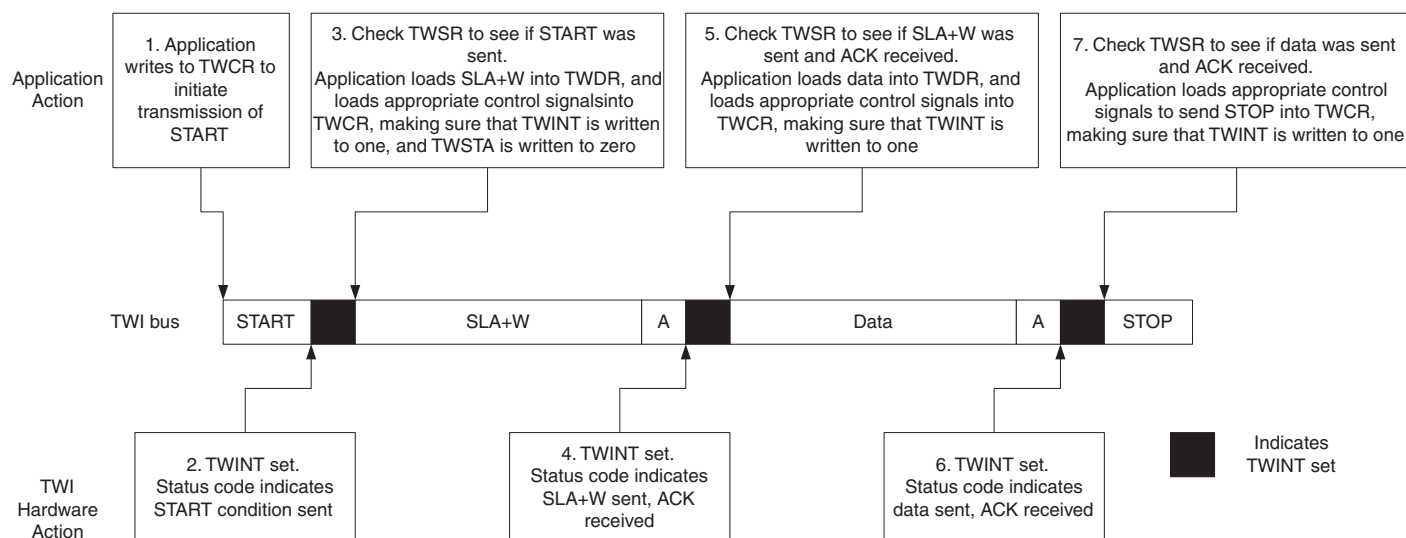 Application
Action
1. Application
writes to TWCR to
initiate
transmission of
START
3. Check TWSR to see if START was
sent.
Application loads SLA+W into TWDR, and
loads appropriate control signalsinto
TWCR, making sure that TWINT is written
to one, and TWSTA is written to zero
5. Check TWSR to see if SLA+W was
sent and ACK received.
Application loads data into TWDR, and
loads appropriate control signals into
TWCR, making sure that TWINT is
written to one
7. Check TWSR to see if data was sent
and ACK received.
Application loads appropriate control
signals to send STOP into TWCR,
making sure that TWINT is written to one
TWI bus
START
SLA+W
A
Data
A
STOP
TWI
Hardware
Action
2. TWINT set.
Status code indicates
START condition sent
4. TWINT set.
Status code indicates
SLA+W sent, ACK
received
6. TWINT set.
Status code indicates
data sent, ACK received
Indicates
TWINT set